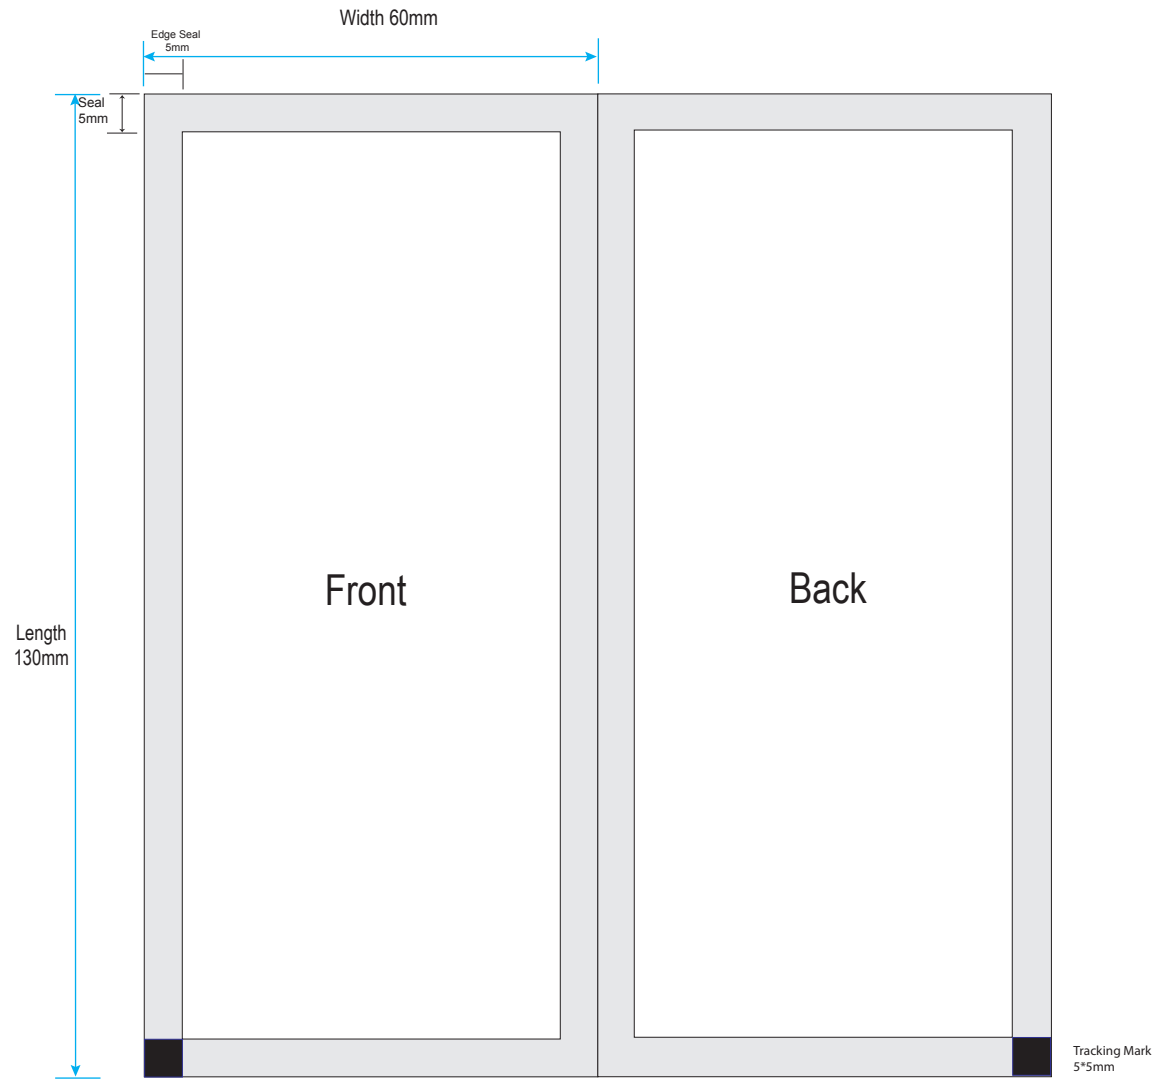 Width 60mm
Edge Seal
5mm
Seal
5mm
Front
Back
Length
130mm
Tracking Mark
5*5mm